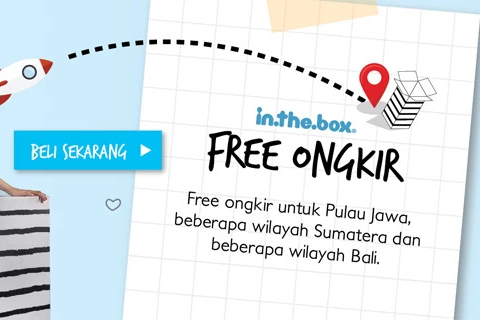 in.the.box®
BELI SEKARANG
FREE ONGKIR
Free ongkir untuk Pulau Jawa,
beberapa wilayah Sumatera dan
beberapa wilayah Bali.